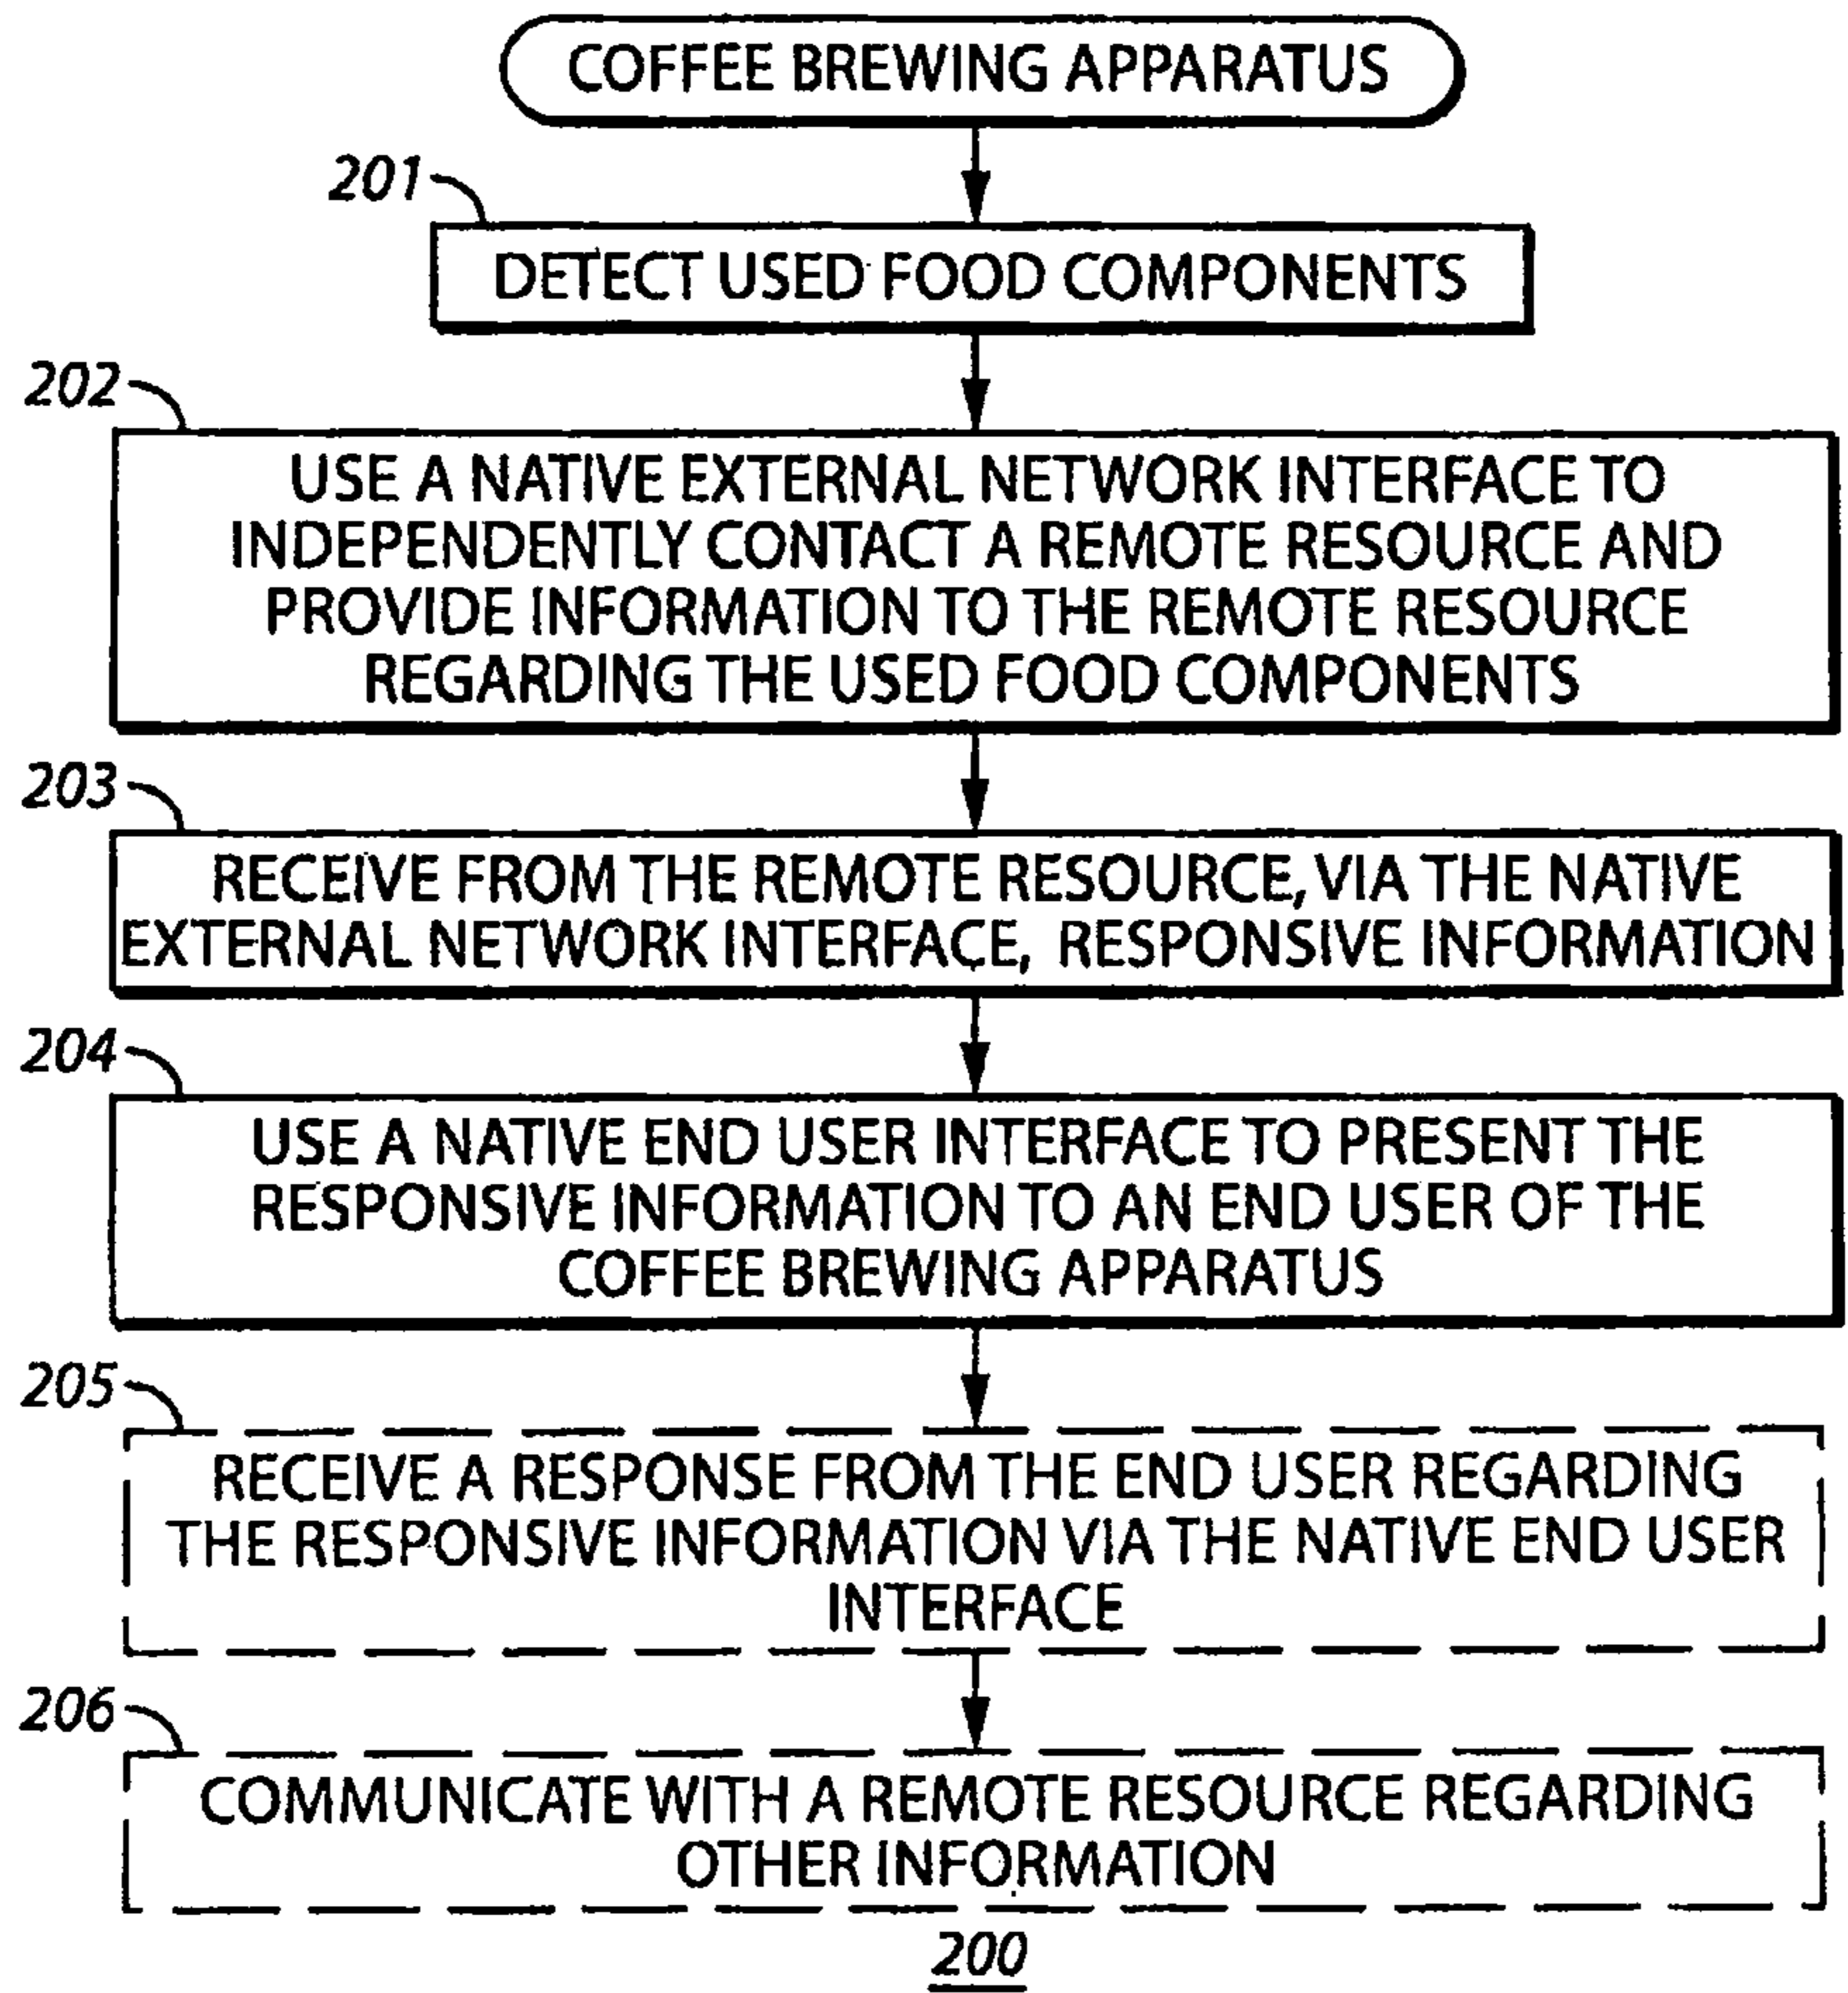 COFFEE BREWING APPARATUS
201
DETECT USED FOOD COMPONENTS
202
USE A NATIVE EXTERNAL NETWORK INTERFACE TO
INDEPENDENTLY CONTACT A REMOTE RESOURCE AND
PROVIDE INFORMATION TO THE REMOTE RESOURCE
REGARDING THE USED FOOD COMPONENTS
203
RECEIVE FROM THE REMOTE RESOURCE, VIA THE NATIVE
EXTERNAL NETWORK INTERFACE, RESPONSIVE INFORMATION
204
USE A NATIVE END USER INTERFACE TO PRESENT THE
RESPONSIVE INFORMATION TO AN END USER OF THE
COFFEE BREWING APPARATUS
205
RECEIVE A RESPONSE FROM THE END USER REGARDING
THE RESPONSIVE INFORMATION VIA THE NATIVE END USER
INTERFACE
206
COMMUNICATE WITH A REMOTE RESOURCE REGARDING
OTHER INFORMATION
200